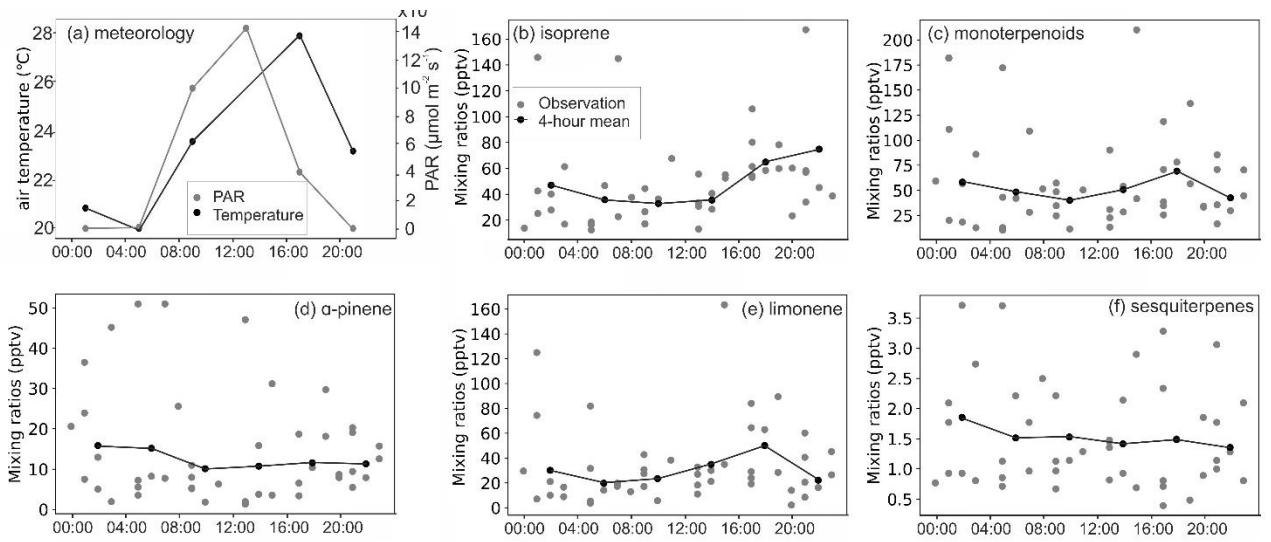 (a) meteorology
28
26
24
22
20
air temperature (°C)
X10
14
12
10
8
6
4
2
0
PAR (μmol m⁻² s⁻¹)
PAR
Temperature
00:00 04:00 08:00 12:00 16:00 20:00
(b) isoprene
160
140
120
100
80
60
40
20
Mixing ratios (pptv)
Observation
4-hour mean
00:00 04:00 08:00 12:00 16:00 20:00
(c) monoterpenoids
200
175
150
125
100
75
50
25
Mixing ratios (pptv)
00:00 04:00 08:00 12:00 16:00 20:00
(d) ɑ-pinene
50
40
30
20
10
0
Mixing ratios (pptv)
00:00 04:00 08:00 12:00 16:00 20:00
(e) limonene
160
140
120
100
80
60
40
20
0
Mixing ratios (pptv)
00:00 04:00 08:00 12:00 16:00 20:00
(f) sesquiterpenes
3.5
3.0
2.5
2.0
1.5
1.0
0.5
Mixing ratios (pptv)
00:00 04:00 08:00 12:00 16:00 20:00